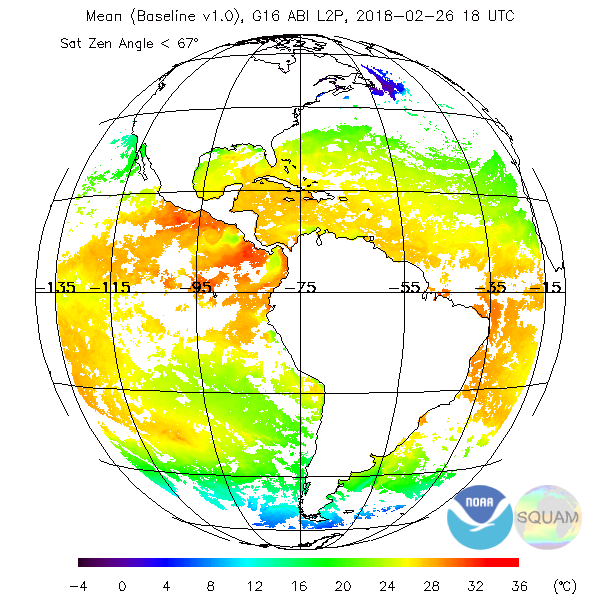 Mean (Baseline v1.0), G16 ABI L2P, 2018-02-26 18 UTC
Sat Zen Angle < 67°
-135 -115 -95 -75 -55 -35 -15
NOAA SQUAM
-4 0 4 8 12 16 20 24 28 32 36 (°C)